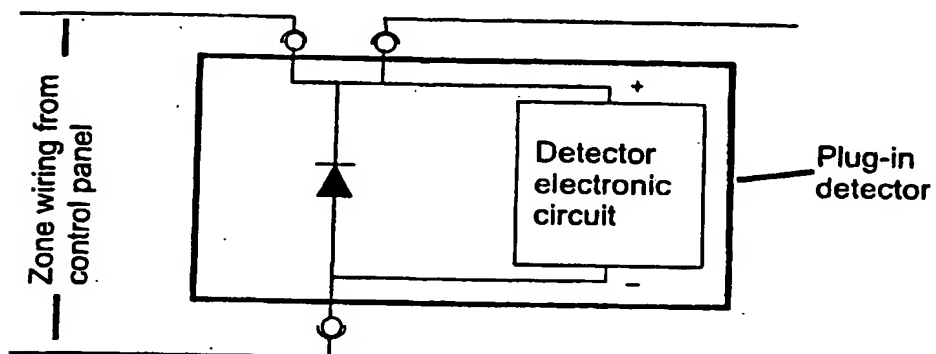 Zone wiring from
control panel
+
Detector
electronic
circuit
Plug-in
detector
−